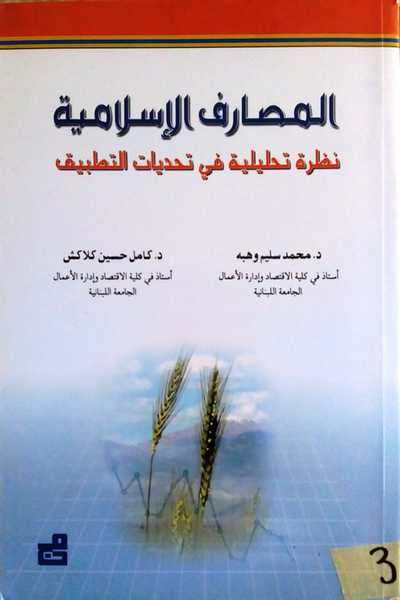 المصارف الإسلامية
نظرة تحليلية في تحديات التطبيق
د. محمد سليم وهبه
أستاذ في كلية الاقتصاد وإدارة الأعمال
الجامعة اللبنانية
د. كامل حسين كلاكش
أستاذ في كلية الاقتصاد وإدارة الأعمال
الجامعة اللبنانية
3